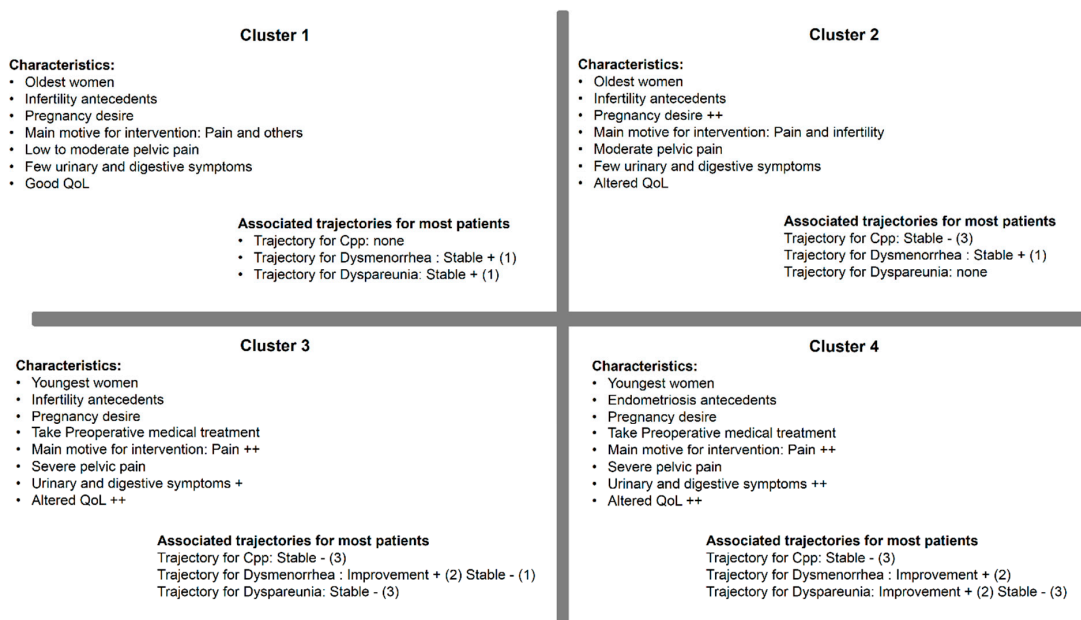 Cluster 1
Characteristics:
• Oldest women
• Infertility antecedents
• Pregnancy desire
• Main motive for intervention: Pain and others
• Low to moderate pelvic pain
• Few urinary and digestive symptoms
• Good QoL
Associated trajectories for most patients
• Trajectory for Cpp: none
• Trajectory for Dysmenorrhea : Stable + (1)
• Trajectory for Dyspareunia: Stable + (1)
Cluster 2
Characteristics:
• Oldest women
• Infertility antecedents
• Pregnancy desire ++
• Main motive for intervention: Pain and infertility
• Moderate pelvic pain
• Few urinary and digestive symptoms
• Altered QoL
Associated trajectories for most patients
Trajectory for Cpp: Stable - (3)
Trajectory for Dysmenorrhea : Stable + (1)
Trajectory for Dyspareunia: none
Cluster 3
Characteristics:
• Youngest women
• Infertility antecedents
• Pregnancy desire
• Take Preoperative medical treatment
• Main motive for intervention: Pain ++
• Severe pelvic pain
• Urinary and digestive symptoms +
• Altered QoL ++
Associated trajectories for most patients
Trajectory for Cpp: Stable - (3)
Trajectory for Dysmenorrhea : Improvement + (2) Stable - (1)
Trajectory for Dyspareunia: Stable - (3)
Cluster 4
Characteristics:
• Youngest women
• Endometriosis antecedents
• Pregnancy desire
• Take Preoperative medical treatment
• Main motive for intervention: Pain ++
• Severe pelvic pain
• Urinary and digestive symptoms ++
• Altered QoL ++
Associated trajectories for most patients
Trajectory for Cpp: Stable - (3)
Trajectory for Dysmenorrhea : Improvement + (2)
Trajectory for Dyspareunia: Improvement + (2) Stable - (3)